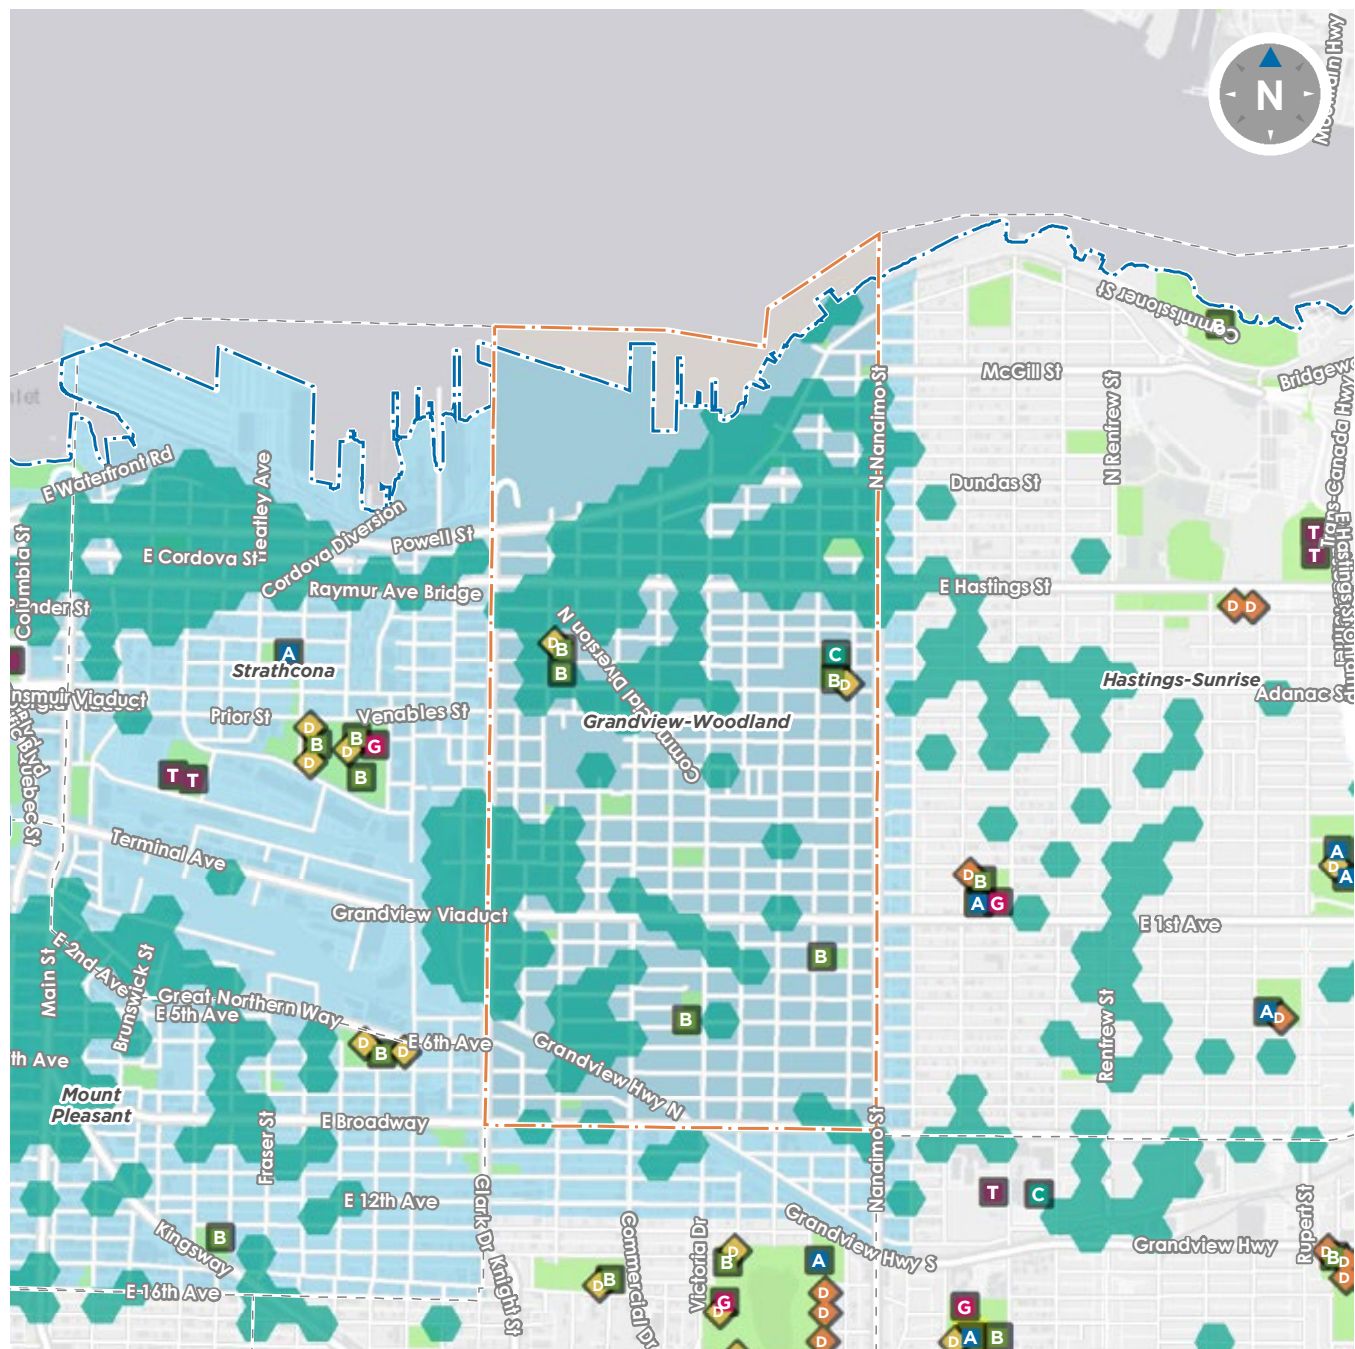 N
McGill St
N Renfrew St
N Nanaimo St
E Waterfront Rd
Heatley Ave
Dundas St
Columbia St
E Cordova St
Cordova Diversion
Powell St
Raymur Ave Bridge
E Hastings St
Trans-Canada Hwy
T
T
D D
A
Strathcona
D
B
B
C
B
D
Hastings-Sunrise
Adanac S
Grandview-Woodland
Prior St
Venables St
D
B
D
B
D
G
B
T T
Quebec St
Terminal Ave
D
B
A G
A
D
A
Grandview Viaduct
E 1st Ave
E 2nd Ave
Main St
Brunswick St
Great Northern Way
E 5th Ave
B
B
A
D
D
B
D
E 6th Ave
Renfrew St
Grandview Hwy N
Mount
Pleasant
Fraser St
E Broadway
Nanaimo St
E 12th Ave
Clark Dr
T
C
Rupert St
B
Kingsway
Knight St
Commercial Dr
Victoria Dr
Grandview Hwy S
Grandview Hwy
D
B
A
D
B
D
D
E 16th Ave
D
B
G
D
D
D
D
G
D
A
B